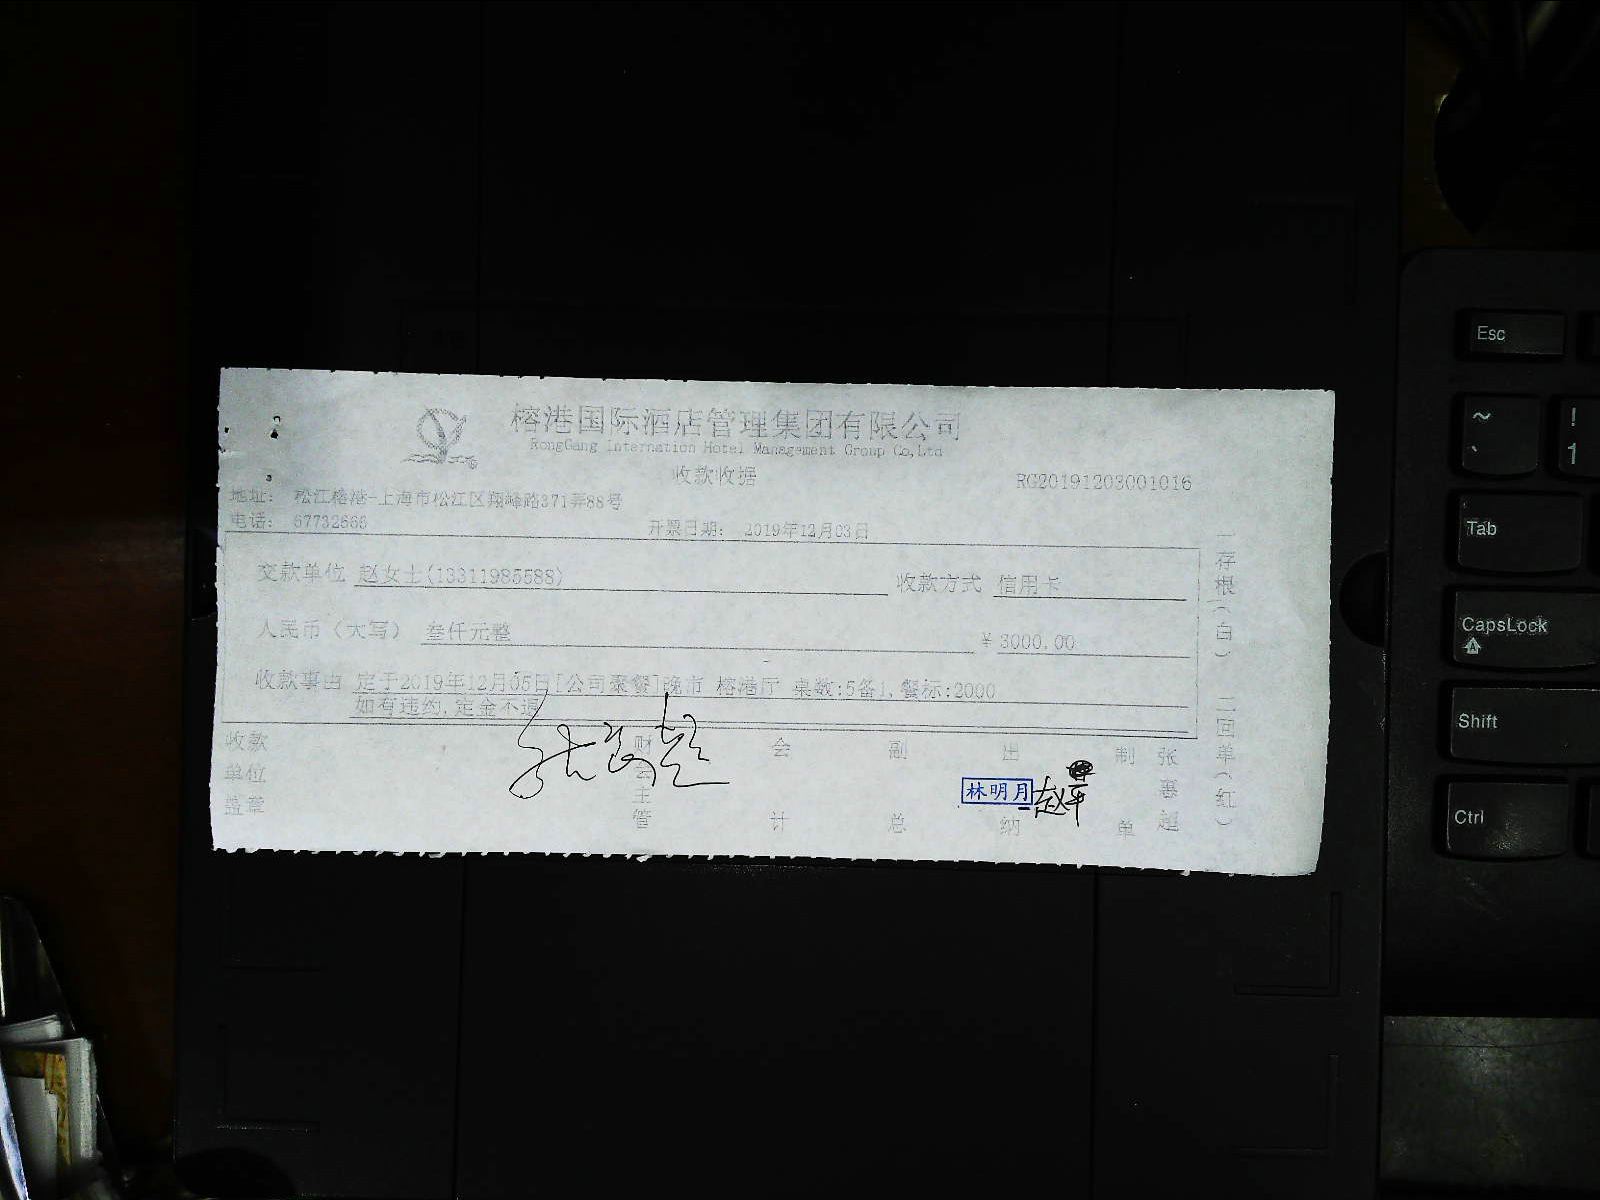 榕港国际酒店管理集团有限公司
RongGang International Hotel Management Group Co,Ltd
收款收据
RG20191203001016
地址： 松江榕港-上海市松江区翔峰路371弄88号
电话： 67732666
开票日期： 2019年12月03日
交款单位 赵女士(13311985588)
收款方式 信用卡
人民币（大写） 叁仟元整
¥ 3000.00
收款事由 定于2019年12月05日[公司聚餐]晚市 榕港厅 桌数:5备1,餐标:2000
如有违约,定金不退
收款单位盖章
财会主管
会计
副总
出纳
林明月
制单
张惠超
一存根(白)
二回单(红)
Esc
~
`
!
1
Tab
CapsLock
Shift
Ctrl